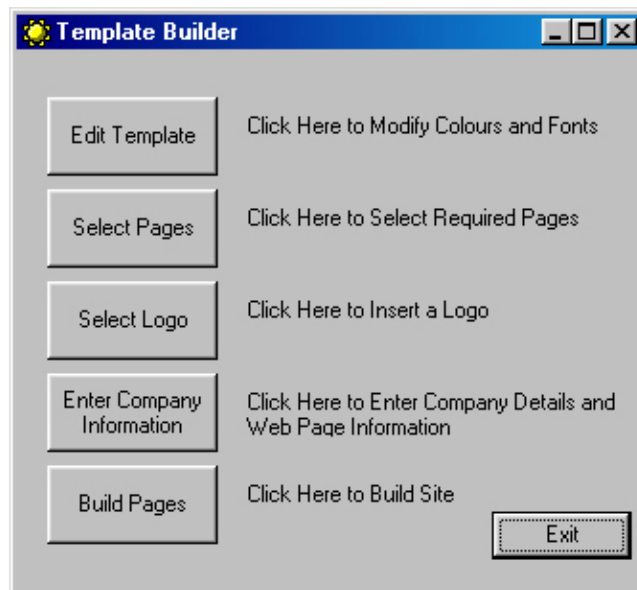 Template Builder
Edit Template
Click Here to Modify Colours and Fonts
Select Pages
Click Here to Select Required Pages
Select Logo
Click Here to Insert a Logo
Enter Company
Information
Click Here to Enter Company Details and
Web Page Information
Build Pages
Click Here to Build Site
Exit